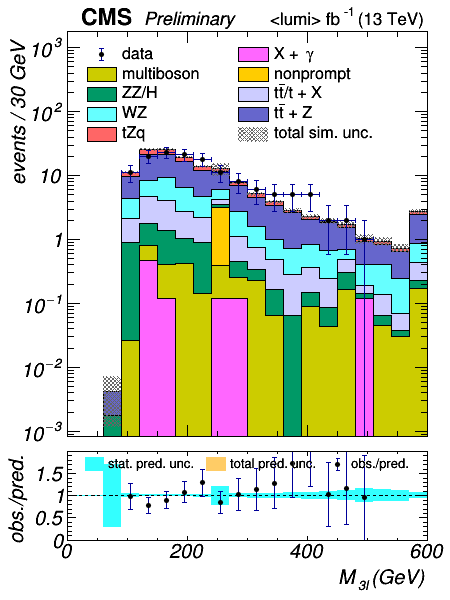 CMS Preliminary <lumi> fb⁻¹ (13 TeV)
events / 30 GeV
10³
10²
10
1
10⁻¹
10⁻²
10⁻³
data
multiboson
ZZ/H
WZ
tZq
X + γ
nonprompt
tt̄/t + X
tt̄ + Z
total sim. unc.
obs./pred.
1.5
1
0.5
0
stat. pred. unc. total pred. unc. obs./pred.
0 200 400 600
M₃ₗ (GeV)